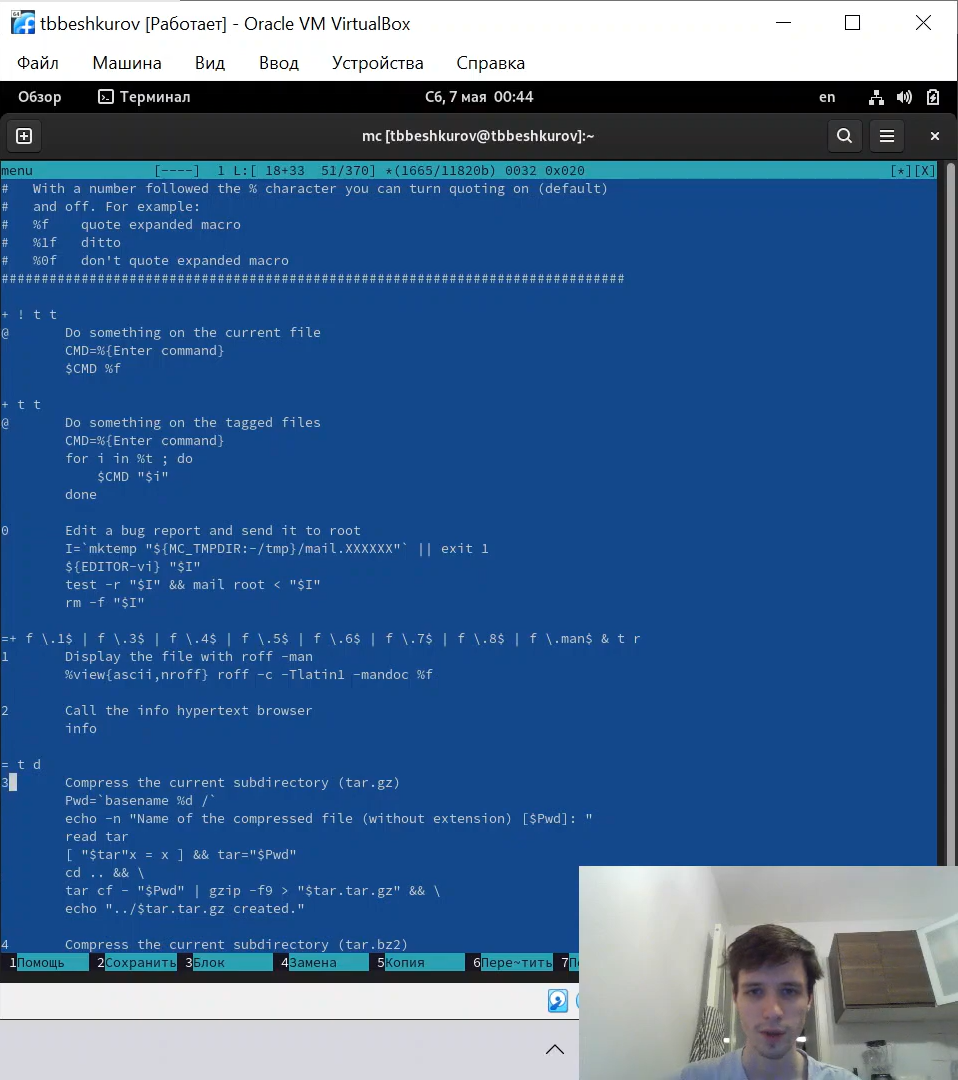 tbbeshkurov [Работает] - Oracle VM VirtualBox
Файл Машина Вид Ввод Устройства Справка
Обзор Терминал Сб, 7 мая 00:44 en
mc [tbbeshkurov@tbbeshkurov]:~
menu [----] 1 L:[ 18+33 51/370] *(1665/11820b) 0032 0x020 [*][X]
# With a number followed the % character you can turn quoting on (default)
# and off. For example:
# %f quote expanded macro
# %1f ditto
# %0f don't quote expanded macro
##############################################################################
+ ! t t
@ Do something on the current file
CMD=%{Enter command}
$CMD %f
+ t t
@ Do something on the tagged files
CMD=%{Enter command}
for i in %t ; do
$CMD "$i"
done
0 Edit a bug report and send it to root
I=`mktemp "${MC_TMPDIR:-/tmp}/mail.XXXXXX"` || exit 1
${EDITOR-vi} "$I"
test -r "$I" && mail root < "$I"
rm -f "$I"
=+ f \.1$ | f \.3$ | f \.4$ | f \.5$ | f \.6$ | f \.7$ | f \.8$ | f \.man$ & t r
1 Display the file with roff -man
%view{ascii,nroff} roff -c -Tlatin1 -mandoc %f
2 Call the info hypertext browser
info
= t d
3 Compress the current subdirectory (tar.gz)
Pwd=`basename %d /`
echo -n "Name of the compressed file (without extension) [$Pwd]: "
read tar
[ "$tar"x = x ] && tar="$Pwd"
cd .. && \
tar cf - "$Pwd" | gzip -f9 > "$tar.tar.gz" && \
echo "../$tar.tar.gz created."
4 Compress the current subdirectory (tar.bz2)
1Помощь 2Сохранить 3Блок 4Замена 5Копия 6Пере~тить 7П